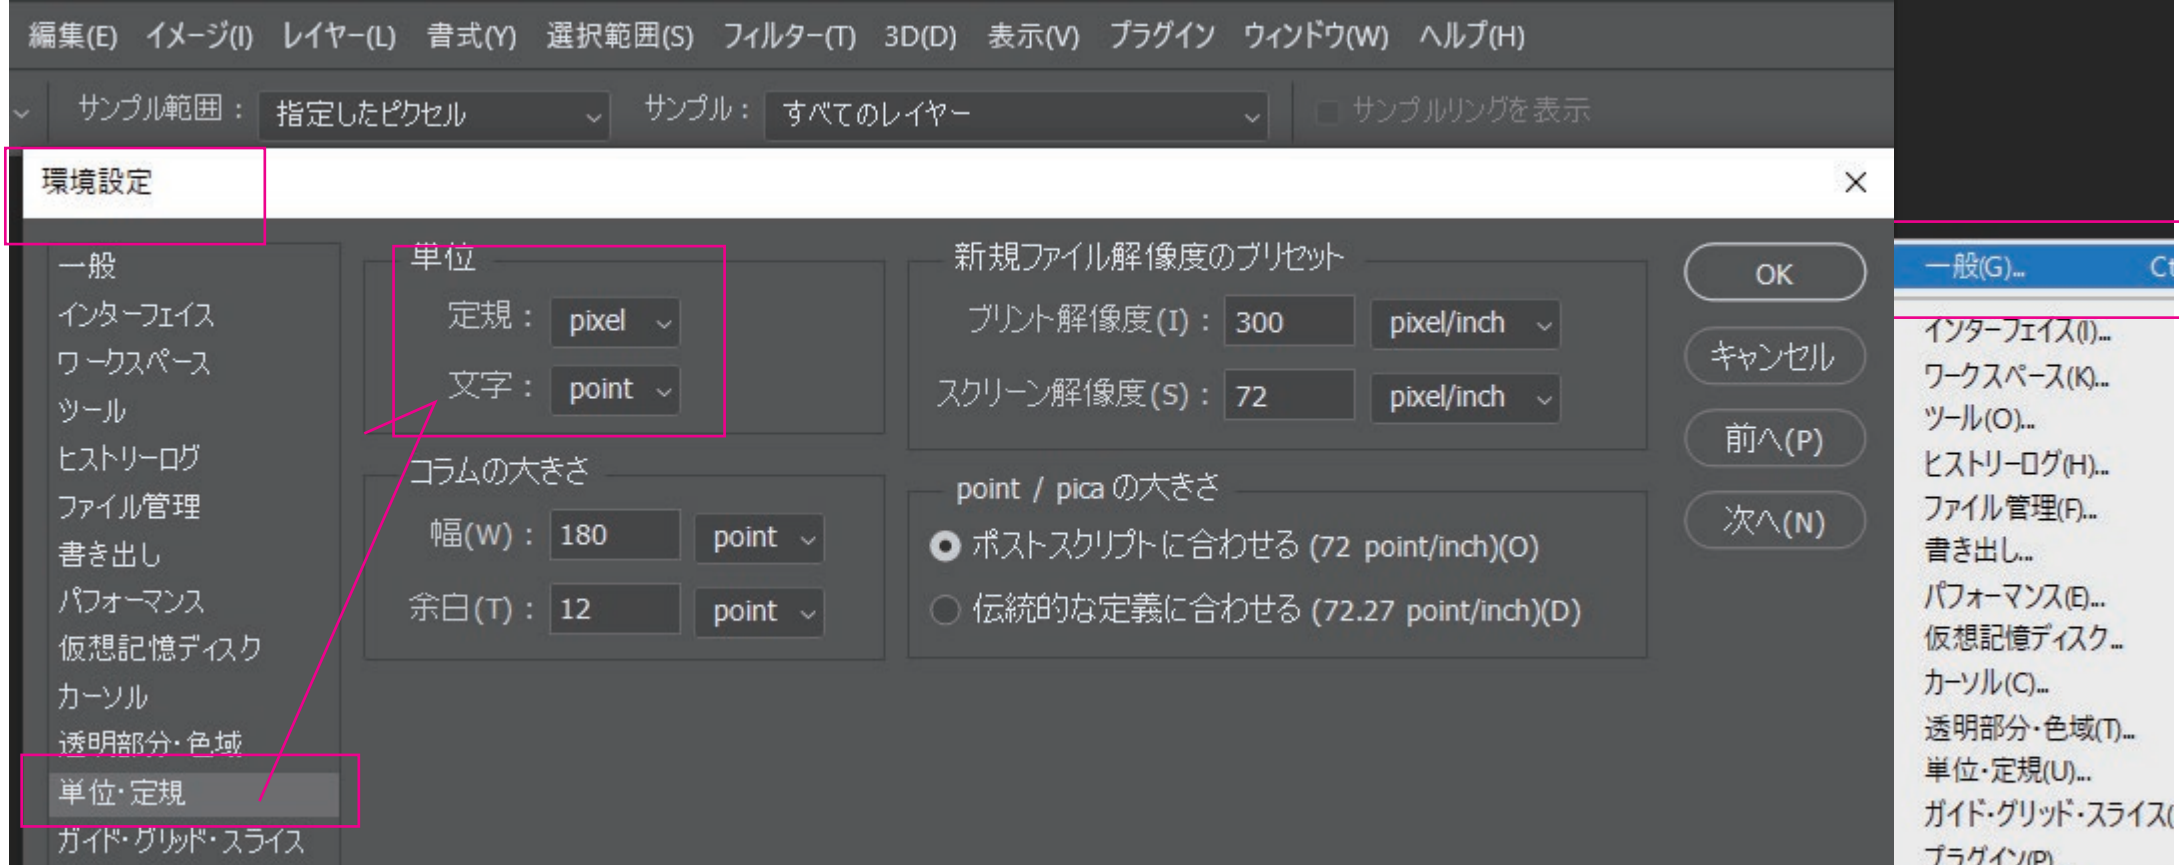 編集(E) イメージ(I) レイヤー(L) 書式(Y) 選択範囲(S) フィルター(T) 3D(D) 表示(V) プラグイン ウィンドウ(W) ヘルプ(H)
サンプル範囲： 指定したピクセル サンプル： すべてのレイヤー サンプルリングを表示
環境設定
一般
インターフェイス
ワークスペース
ツール
ヒストリーログ
ファイル管理
書き出し
パフォーマンス
仮想記憶ディスク
カーソル
透明部分・色域
単位・定規
ガイド・グリッド・スライス
単位
定規： pixel
文字： point
コラムの大きさ
幅(W)： 180 point
余白(T)： 12 point
新規ファイル解像度のプリセット
プリント解像度(I)： 300 pixel/inch
スクリーン解像度(S)： 72 pixel/inch
point / pica の大きさ
ポストスクリプトに合わせる (72 point/inch)(O)
伝統的な定義に合わせる (72.27 point/inch)(D)
OK
キャンセル
前へ(P)
次へ(N)
一般(G)... Ct
インターフェイス(I)...
ワークスペース(K)...
ツール(O)...
ヒストリーログ(H)...
ファイル管理(F)...
書き出し...
パフォーマンス(E)...
仮想記憶ディスク...
カーソル(C)...
透明部分・色域(T)...
単位・定規(U)...
ガイド・グリッド・スライス(
プラグイン(P)